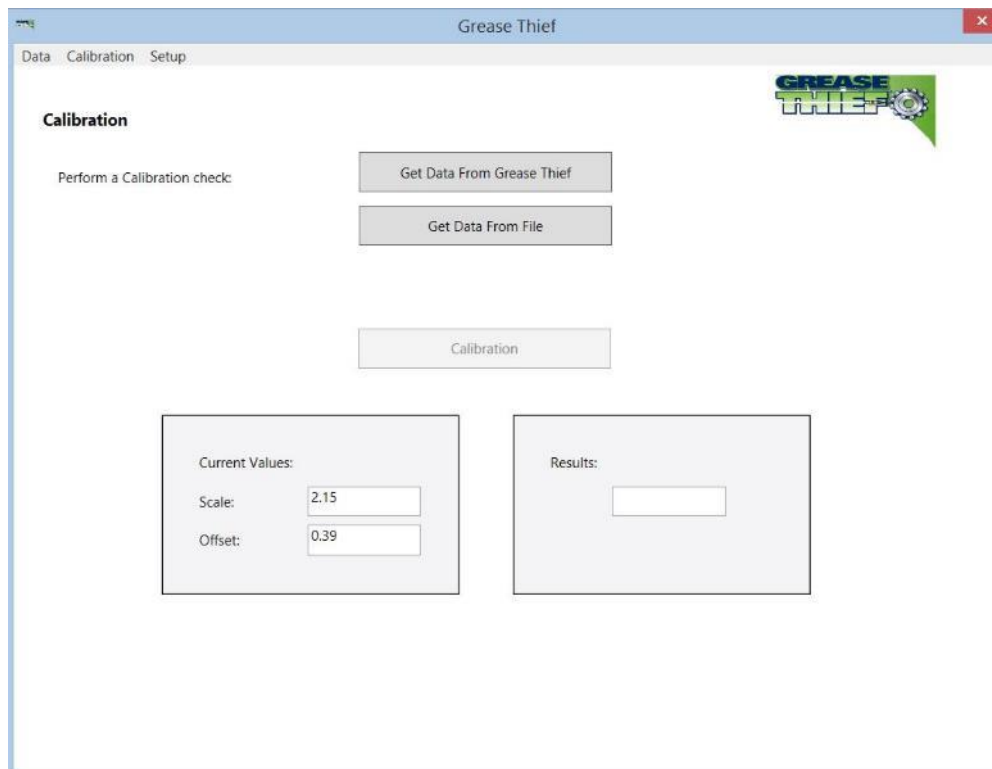 Grease Thief
Data Calibration Setup
GREASE
THIEF
Calibration
Perform a Calibration check:
Get Data From Grease Thief
Get Data From File
Calibration
Current Values:
Scale: 2.15
Offset: 0.39
Results: